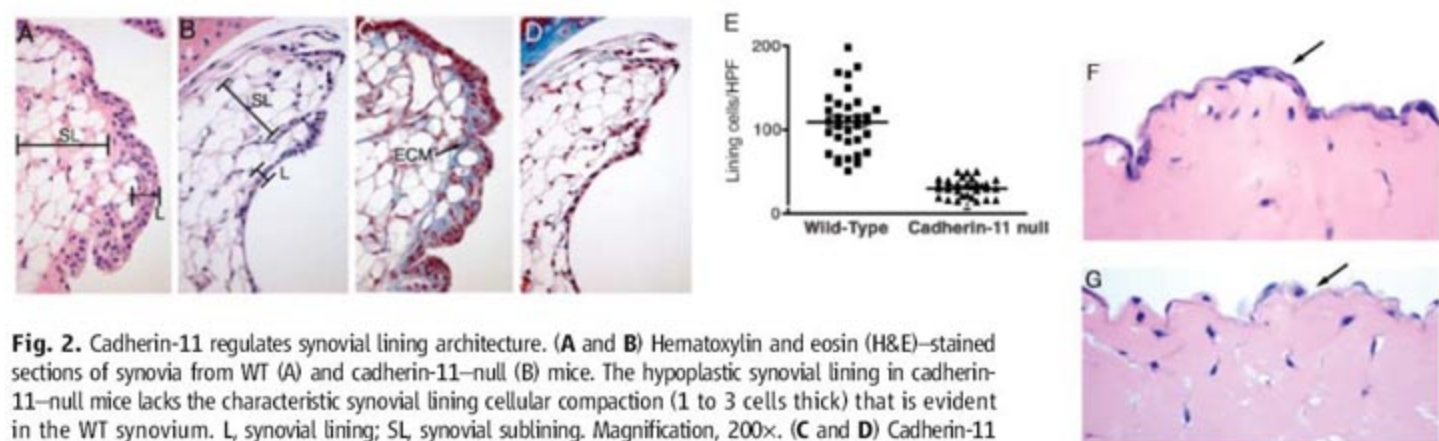 A
B
C
D
E
F
G
SL
L
SL
L
ECM
200
100
0
Lining cells/HPF
Wild-Type
Cadherin-11 null
Fig. 2. Cadherin-11 regulates synovial lining architecture. (A and B) Hematoxylin and eosin (H&E)–stained
sections of synovia from WT (A) and cadherin-11–null (B) mice. The hypoplastic synovial lining in cadherin-
11–null mice lacks the characteristic synovial lining cellular compaction (1 to 3 cells thick) that is evident
in the WT synovium. L, synovial lining; SL, synovial sublining. Magnification, 200×. (C and D) Cadherin-11